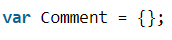 var Comment = {};